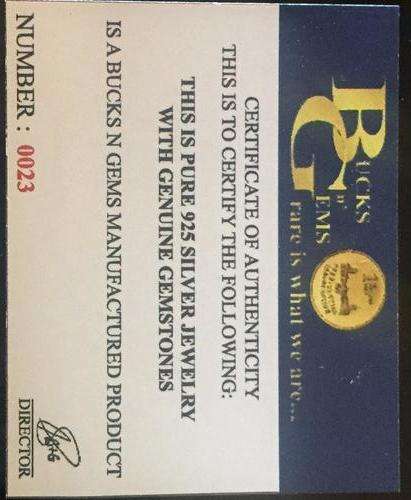 BUCKS
n'
GEMS
rare is what we are...
CERTIFICATE OF AUTHENTICITY
THIS IS TO CERTIFY THE FOLLOWING:
THIS IS PURE 925 SILVER JEWELRY
WITH GENUINE GEMSTONES
IS A BUCKS N GEMS MANUFACTURED PRODUCT
NUMBER : 0023
DIRECTOR